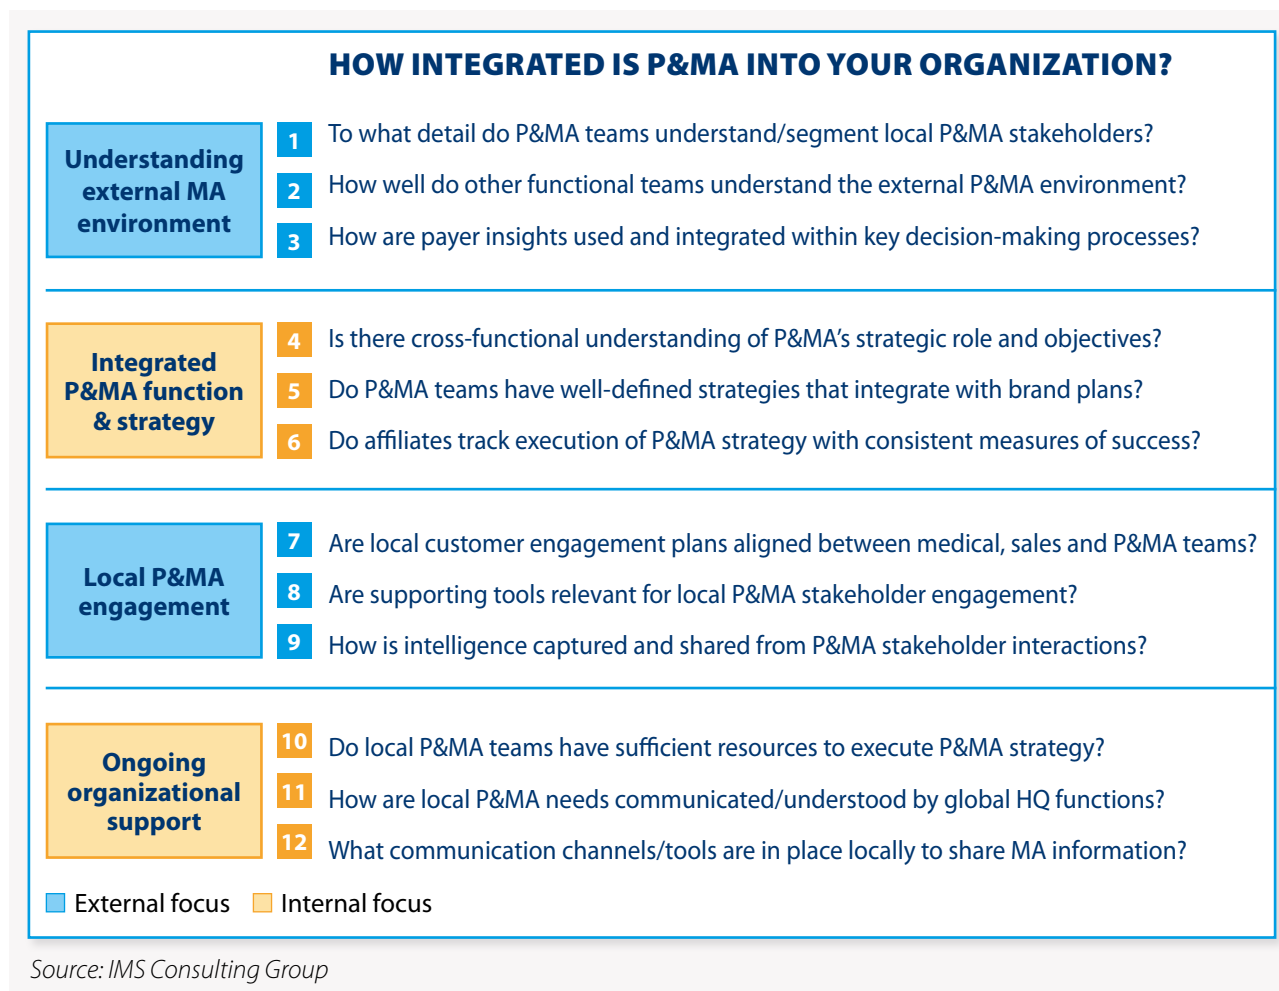 HOW INTEGRATED IS P&MA INTO YOUR ORGANIZATION?
Understanding
external MA
environment
1 To what detail do P&MA teams understand/segment local P&MA stakeholders?
2 How well do other functional teams understand the external P&MA environment?
3 How are payer insights used and integrated within key decision-making processes?
Integrated
P&MA function
& strategy
4 Is there cross-functional understanding of P&MA’s strategic role and objectives?
5 Do P&MA teams have well-defined strategies that integrate with brand plans?
6 Do affiliates track execution of P&MA strategy with consistent measures of success?
Local P&MA
engagement
7 Are local customer engagement plans aligned between medical, sales and P&MA teams?
8 Are supporting tools relevant for local P&MA stakeholder engagement?
9 How is intelligence captured and shared from P&MA stakeholder interactions?
Ongoing
organizational
support
10 Do local P&MA teams have sufficient resources to execute P&MA strategy?
11 How are local P&MA needs communicated/understood by global HQ functions?
12 What communication channels/tools are in place locally to share MA information?
External focus Internal focus
Source: IMS Consulting Group